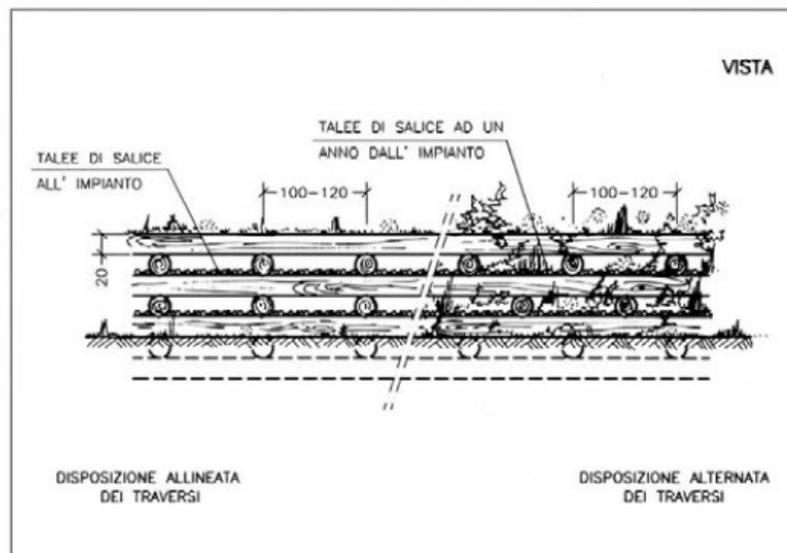 VISTA
TALEE DI SALICE AD UN
ANNO DALL' IMPIANTO
TALEE DI SALICE
ALL' IMPIANTO
100-120
100-120
20
DISPOSIZIONE ALLINEATA
DEI TRAVERSI
DISPOSIZIONE ALTERNATA
DEI TRAVERSI